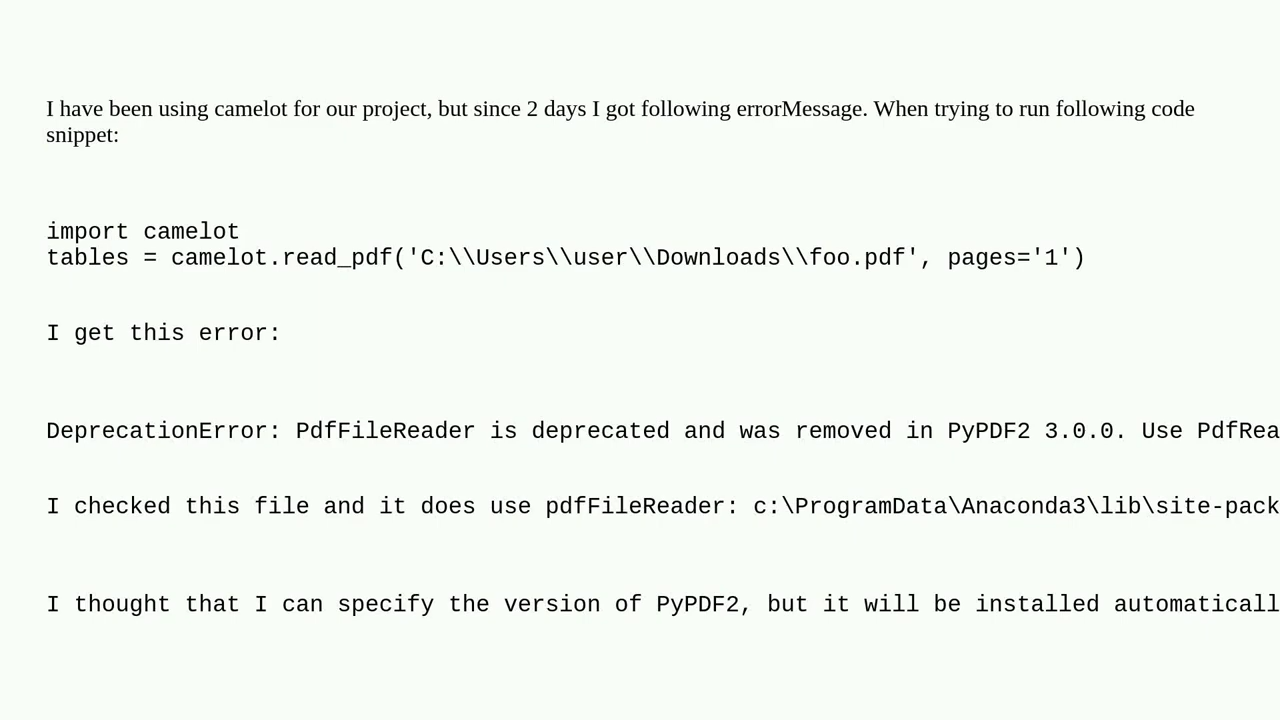 I have been using camelot for our project, but since 2 days I got following errorMessage. When trying to run following code
snippet:
import camelot
tables = camelot.read_pdf('C:\\Users\\user\\Downloads\\foo.pdf', pages='1')
I get this error:
DeprecationError: PdfFileReader is deprecated and was removed in PyPDF2 3.0.0. Use PdfRea
I checked this file and it does use pdfFileReader: c:\ProgramData\Anaconda3\lib\site-pack
I thought that I can specify the version of PyPDF2, but it will be installed automaticall